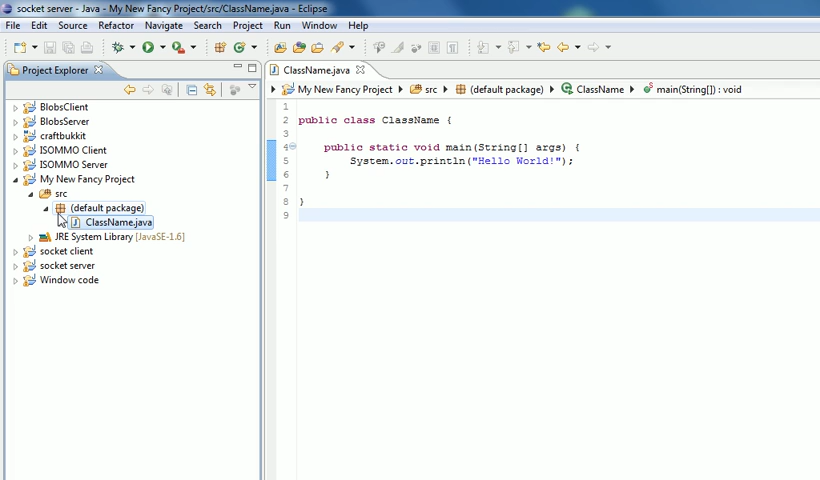 socket server - Java - My New Fancy Project/src/ClassName.java - Eclipse
File Edit Source Refactor Navigate Search Project Run Window Help
Project Explorer
ClassName.java
My New Fancy Project src (default package) ClassName main(String[]) : void
BlobsClient
BlobsServer
craftbukkit
ISOMMO Client
ISOMMO Server
My New Fancy Project
src
(default package)
ClassName.java
JRE System Library [JavaSE-1.6]
socket client
socket server
Window code
1
2 public class ClassName {
3
4 public static void main(String[] args) {
5 System.out.println("Hello World!");
6 }
7
8 }
9